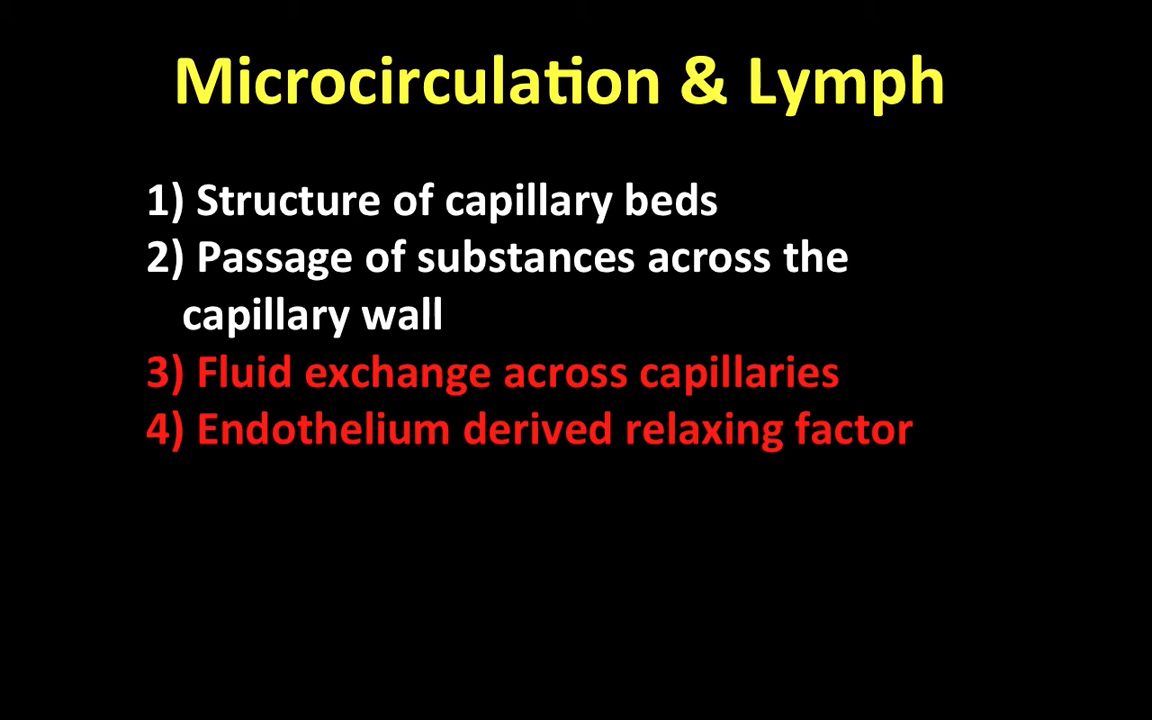 Microcirculation & Lymph
1) Structure of capillary beds
2) Passage of substances across the
capillary wall
3) Fluid exchange across capillaries
4) Endothelium derived relaxing factor